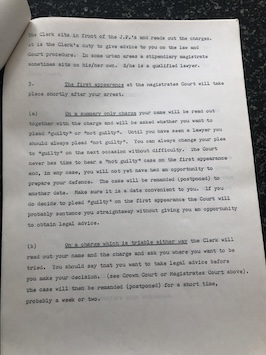 The Clerk sits in front of the J.P.'s and reads out the charges.
It is the Clerk's duty to give advice to you on the law and
Court procedure. In some urban areas a stipendiary magistrate
sometimes sits on his/her own. S/he is a qualified lawyer.
3. The first appearance at the magistrates Court will take
place shortly after your arrest.
(a) On a summary only charge your name will be read out
together with the charge and will be asked whether you want to
plead "guilty" or "not guilty". Until you have seen a lawyer you
should always plead "not guilty". You can always change your plea
to "guilty" on the next occasion without difficulty. The Court
never has time to hear a "not guilty" case on the first appearance
and, in any case, you will not yet have had an opportunity to
prepare your defence. The case will be remanded (postponed) to
another date. Make sure it is a date convenient to you. If you
do decide to plead "guilty" on the first appearance the Court will
probably sentence you straightaway without giving you an opportunity
to obtain legal advice.
(b) On a charge which is triable either way the Clerk will
read out your name and the charge and ask you where you want to be
tried. You should say that you want to take legal advice before
you make your decision. (see Crown Court or Magistrates Court above).
The case will then be remanded (postponed) for a short time,
probably a week or two.